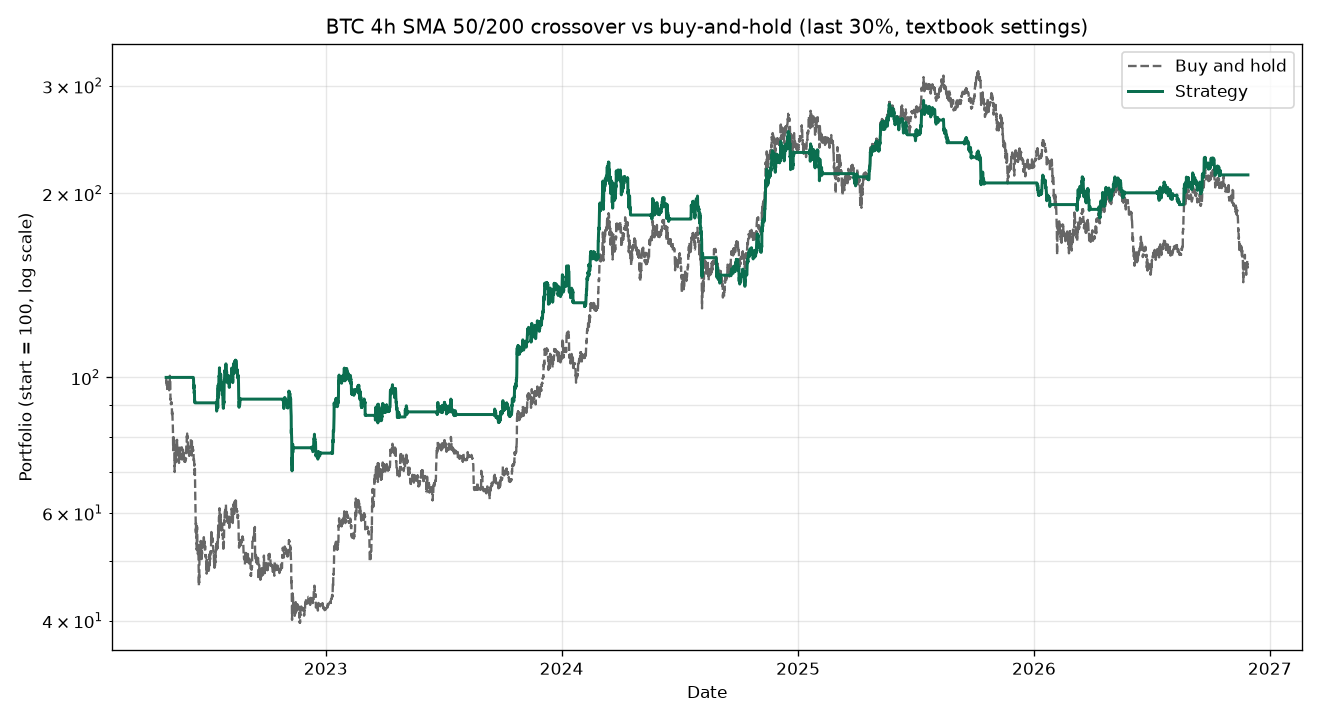 BTC 4h SMA 50/200 crossover vs buy-and-hold (last 30%, textbook settings)
Buy and hold
Strategy
3 × 10²
2 × 10²
10²
6 × 10¹
4 × 10¹
Portfolio (start = 100, log scale)
2023 2024 2025 2026 2027
Date